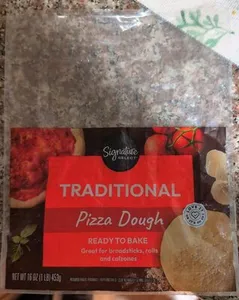 Signature
SELECT
TRADITIONAL
Pizza Dough
READY TO BAKE
Great for breadsticks, rolls
and calzones
NET WT 16 OZ (1 LB) 453g